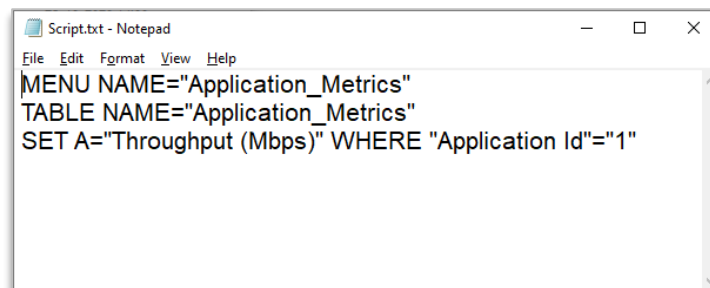 Script.txt - Notepad
File Edit Format View Help
MENU NAME="Application_Metrics"
TABLE NAME="Application_Metrics"
SET A="Throughput (Mbps)" WHERE "Application Id"="1"